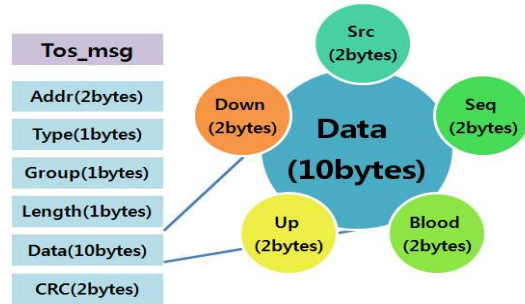 Tos_msg
Addr(2bytes)
Type(1bytes)
Group(1bytes)
Length(1bytes)
Data(10bytes)
CRC(2bytes)
Src
(2bytes)
Down
(2bytes)
Seq
(2bytes)
Data
(10bytes)
Up
(2bytes)
Blood
(2bytes)